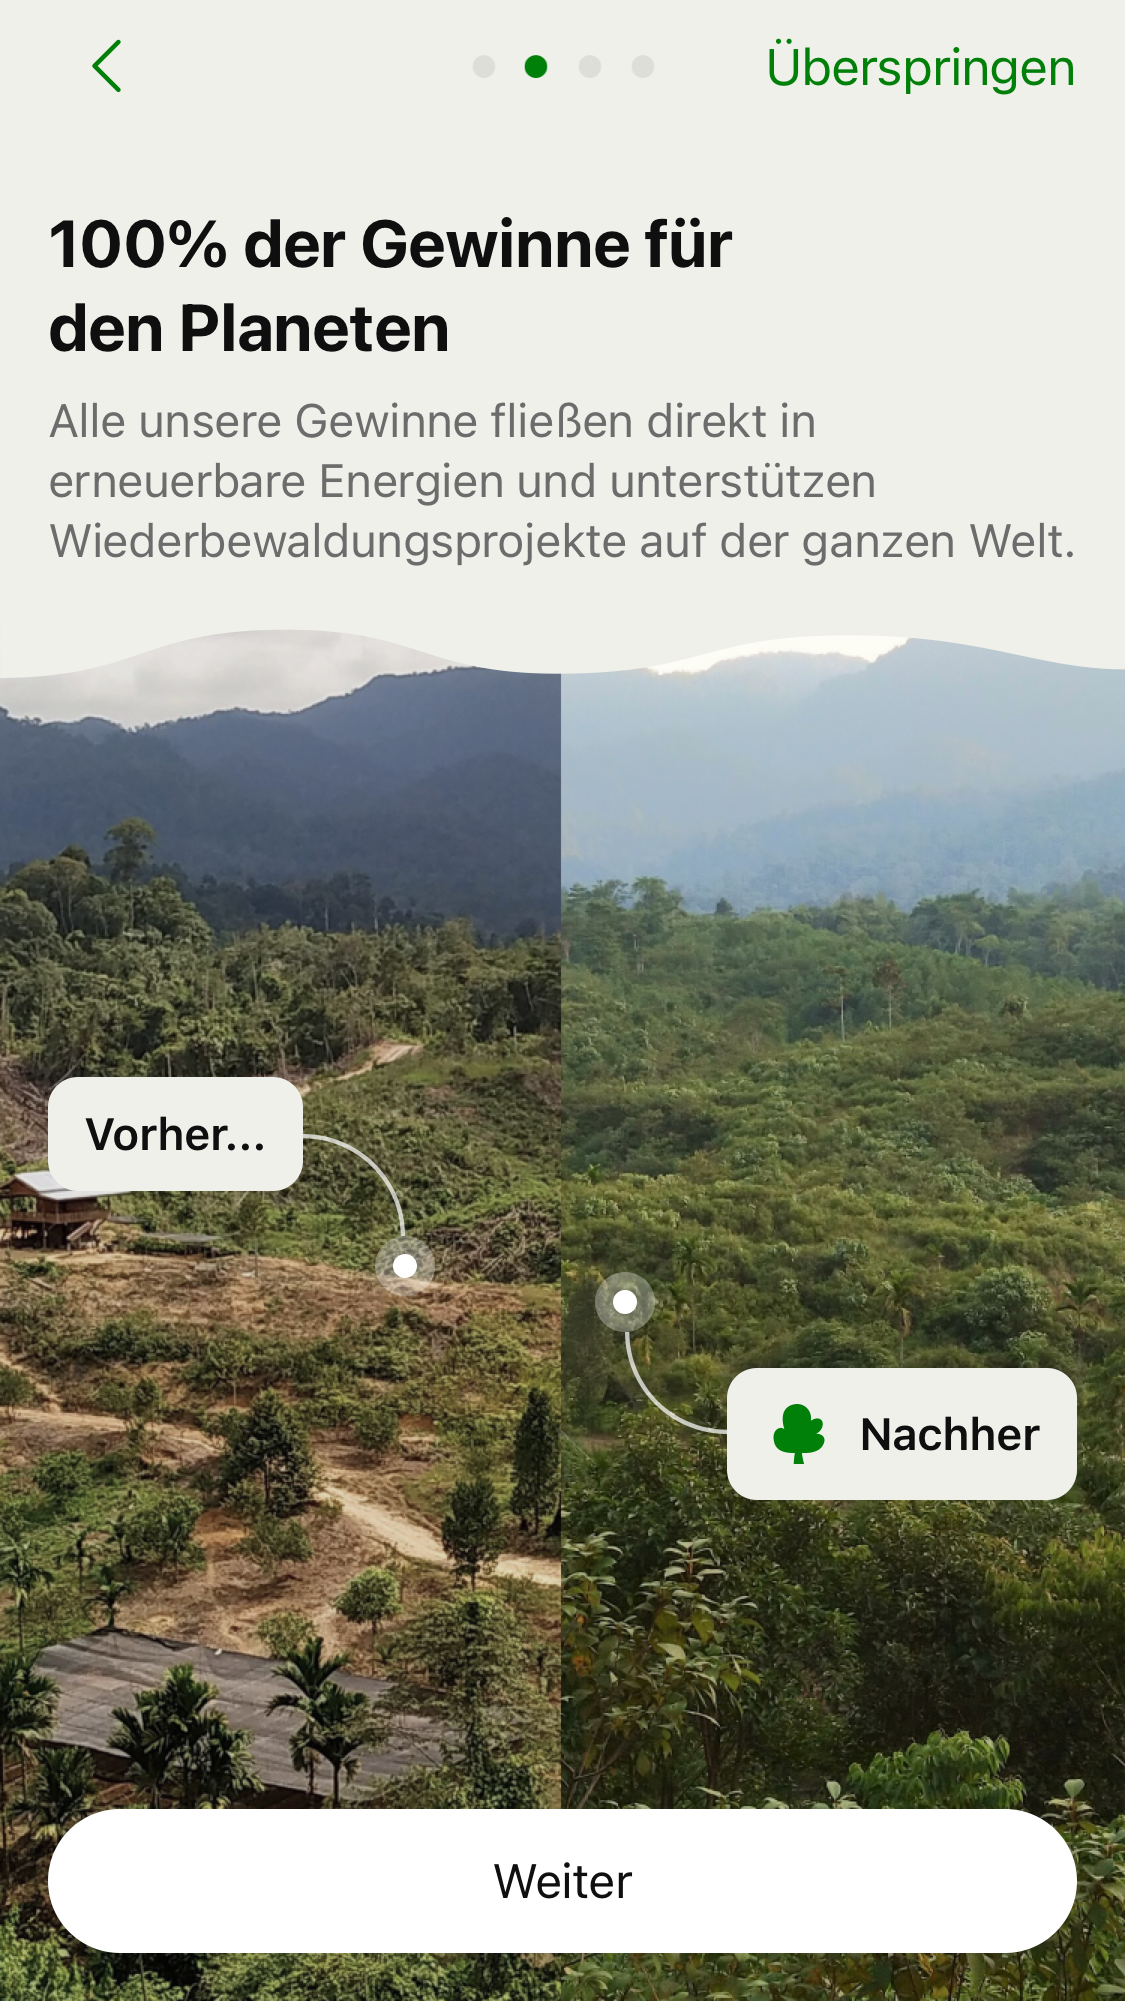 Überspringen
100% der Gewinne für
den Planeten
Alle unsere Gewinne fließen direkt in
erneuerbare Energien und unterstützen
Wiederbewaldungsprojekte auf der ganzen Welt.
Vorher...
Nachher
Weiter